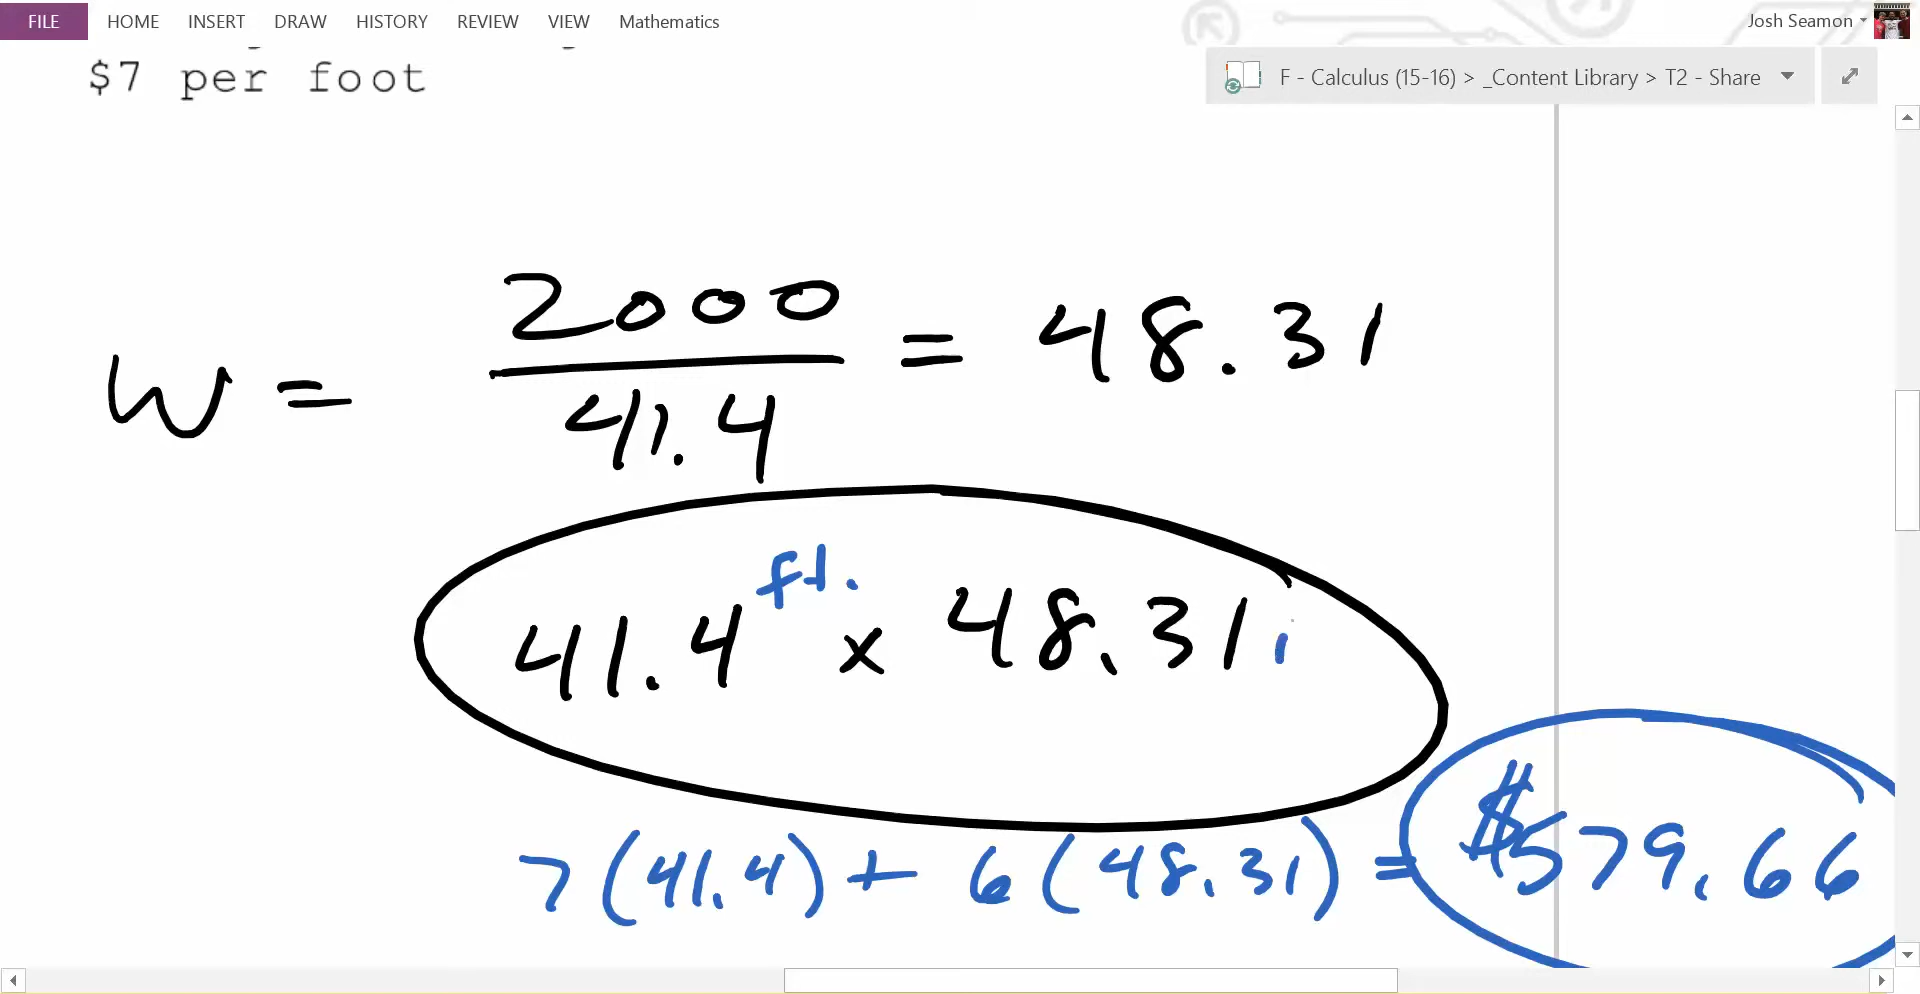 FILE HOME INSERT DRAW HISTORY REVIEW VIEW Mathematics Josh Seamon
F - Calculus (15-16) > _Content Library > T2 - Share
$7 per foot
W = 2000 / 41.4 = 48.31
41.4 ft. x 48.31
7(41.4) + 6(48.31) = $579.66